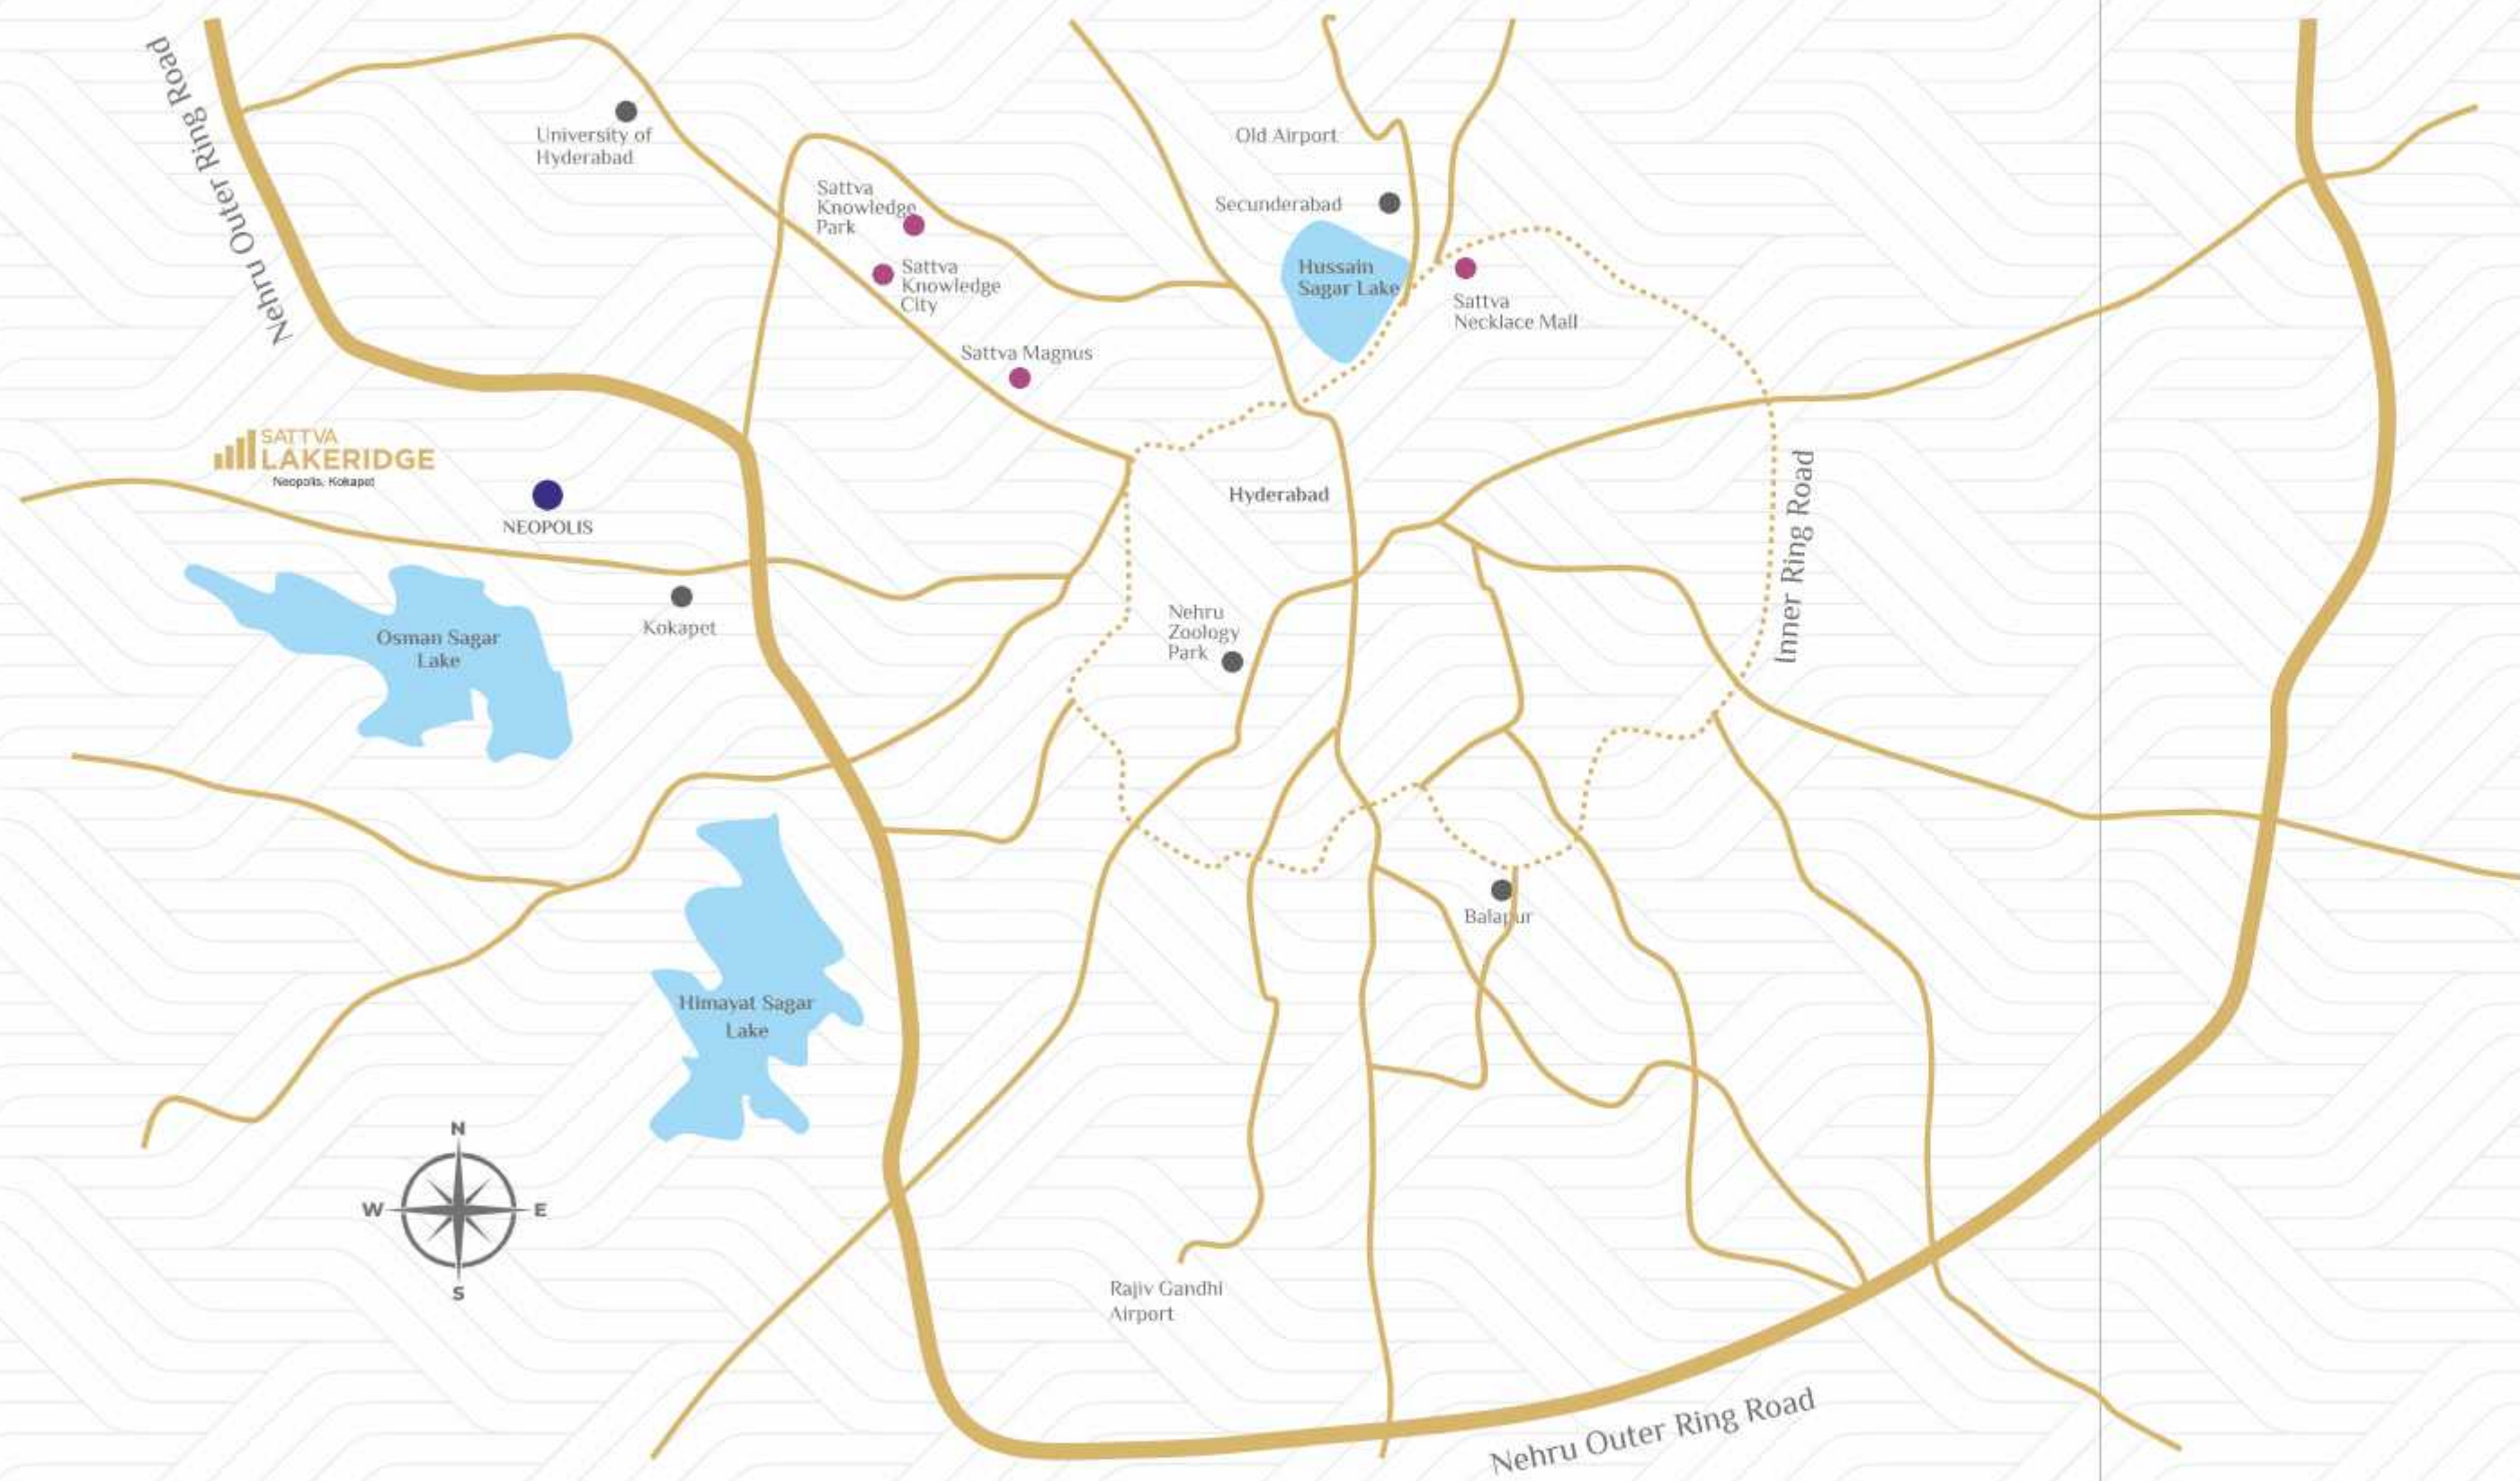 Nehru Outer Ring Road
University of
Hyderabad
Old Airport
Sattva
Knowledge
Park
Secunderabad
Sattva
Knowledge
City
Hussain
Sagar Lake
Sattva
Necklace Mall
Sattva Magnus
SATTVA
LAKERIDGE
Neopolis, Kokapet
NEOPOLIS
Hyderabad
Inner Ring Road
Kokapet
Osman Sagar
Lake
Nehru
Zoology
Park
Balapur
Himayat Sagar
Lake
N
W
E
S
Rajiv Gandhi
Airport
Nehru Outer Ring Road